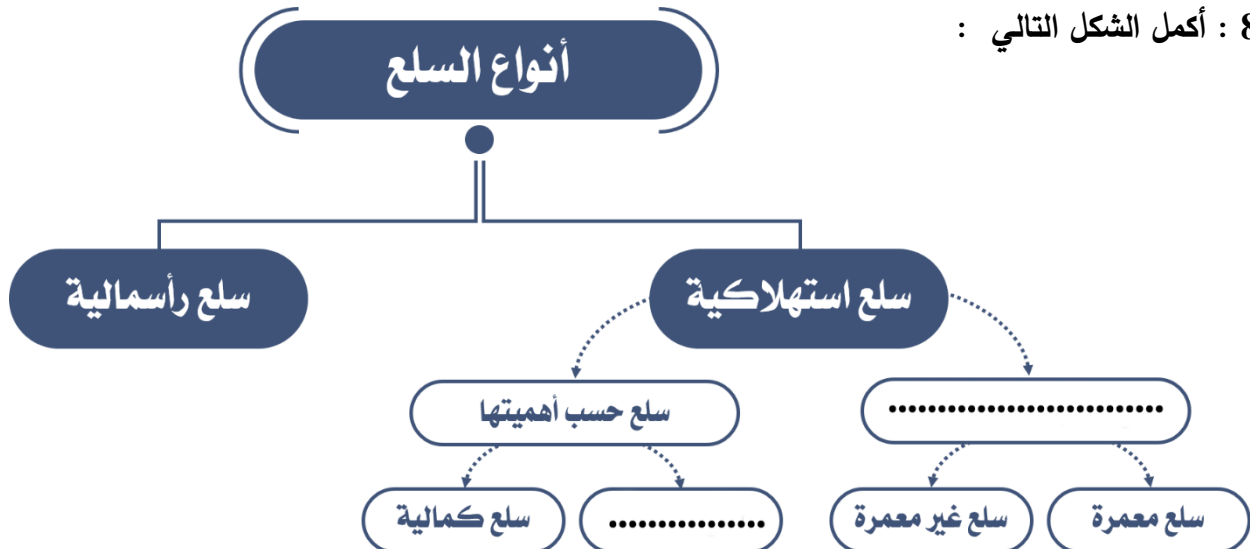 8 : أكمل الشكل التالي :
أنواع السلع
سلع استهلاكية
سلع رأسمالية
............................
سلع حسب أهميتها
سلع معمرة
سلع غير معمرة
................
سلع كمالية